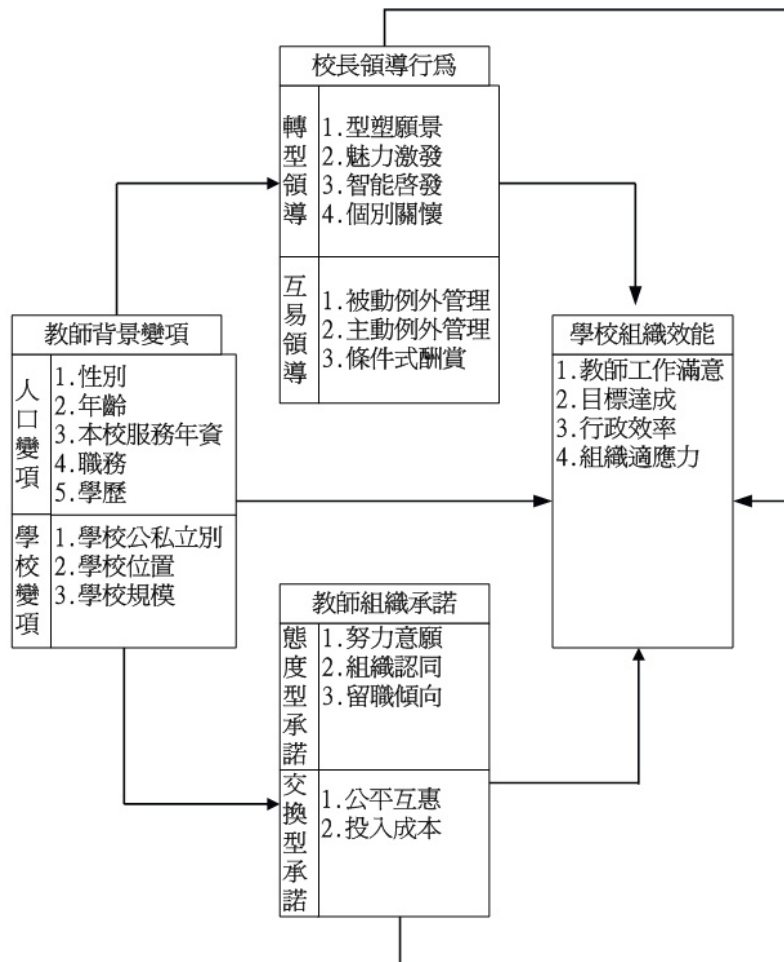 校長領導行為
轉型領導
1.型塑願景
2.魅力激發
3.智能啓發
4.個別關懷
互易領導
1.被動例外管理
2.主動例外管理
3.條件式酬賞
教師背景變項
人口變項
1.性別
2.年齡
3.本校服務年資
4.職務
5.學歷
學校變項
1.學校公私立別
2.學校位置
3.學校規模
學校組織效能
1.教師工作滿意
2.目標達成
3.行政效率
4.組織適應力
教師組織承諾
態度型承諾
1.努力意願
2.組織認同
3.留職傾向
交換型承諾
1.公平互惠
2.投入成本